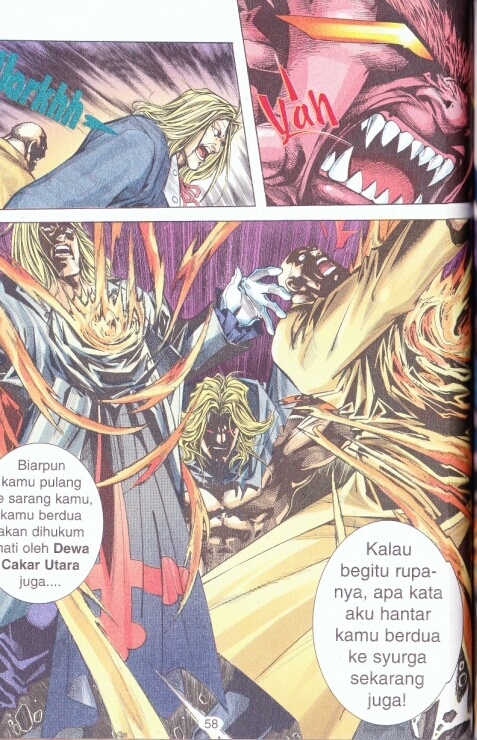 Yah
Biarpun
kamu pulang
ke sarang kamu,
kamu berdua
akan dihukum
mati oleh Dewa
Cakar Utara
juga....
Kalau
begitu rupa-
nya, apa kata
aku hantar
kamu berdua
ke syurga
sekarang
juga!
58